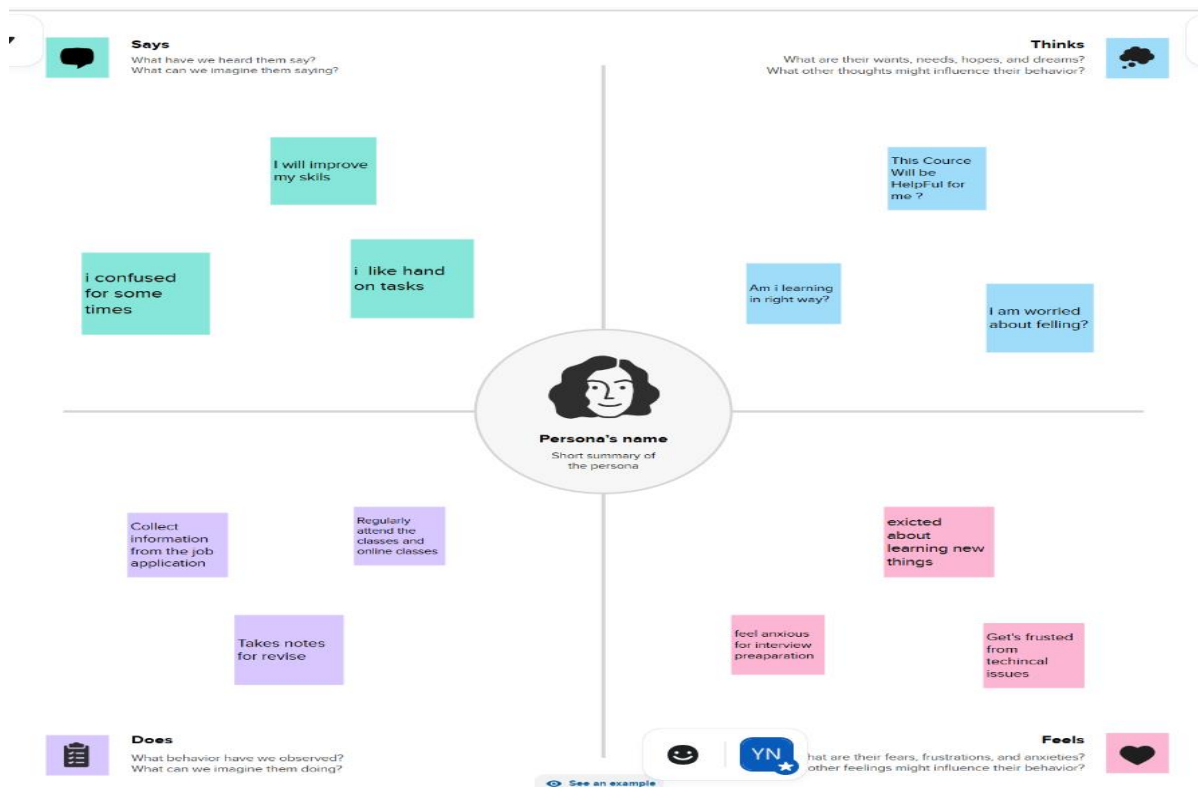 Says
What have we heard them say?
What can we imagine them saying?
Thinks
What are their wants, needs, hopes, and dreams?
What other thoughts might influence their behavior?
I will improve
my skils
i confused
for some
times
i like hand
on tasks
This Cource
Will be
HelpFul for
me ?
Am i learning
in right way?
I am worried
about felling?
Persona's name
Short summary of
the persona
Collect
information
from the job
application
Regularly
attend the
classes and
online classes
Takes notes
for revise
exicted
about
learning new
things
feel anxious
for interview
preaparation
Get's frusted
from
techincal
issues
Does
What behavior have we observed?
What can we imagine them doing?
Feels
hat are their fears, frustrations, and anxieties?
other feelings might influence their behavior?
YN
See an example